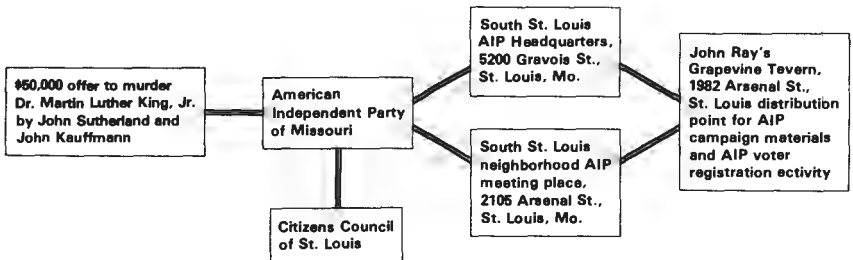 $50,000 offer to murder
Dr. Martin Luther King, Jr.
by John Sutherland and
John Kauffmann
American
Independent Party
of Missouri
Citizens Council
of St. Louis
South St. Louis
AIP Headquarters,
5200 Gravois St.,
St. Louis, Mo.
South St. Louis
neighborhood AIP
meeting place,
2105 Arsenal St.,
St. Louis, Mo.
John Ray's
Grapevine Tevern,
1982 Arsenal St.,
St. Louis distribution
point for AIP
campaign materials
and AIP voter
registration ectivity